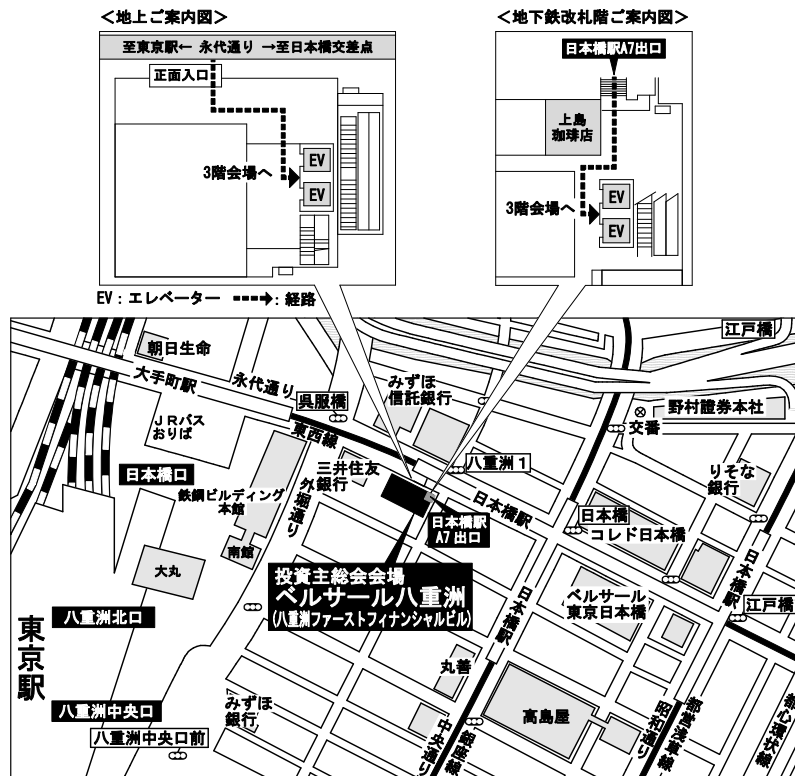 ＜地上ご案内図＞
至東京駅← 永代通り →至日本橋交差点
正面入口
3階会場へ
EV
EV
＜地下鉄改札階ご案内図＞
日本橋駅A7出口
上島
珈琲店
3階会場へ
EV
EV
EV：エレベーター ：経路
朝日生命
大手町駅
永代通り
呉服橋
東西線
みずほ
信託銀行
江戸橋
野村證券本社
交番
JRバス
おりば
日本橋口
鉄鋼ビルディング
本館
南館
外堀通り
三井住友
銀行
八重洲1
日本橋駅
日本橋駅
A7出口
日本橋
コレド日本橋
りそな
銀行
日本橋駅
江戸橋
大丸
投資主総会会場
ベルサール八重洲
(八重洲ファーストフィナンシャルビル)
日本橋駅
ベルサール
東京日本橋
東京駅
八重洲北口
八重洲中央口
八重洲中央口前
みずほ
銀行
丸善
中央通り
銀座線
高島屋
昭和通り
都営浅草線
都心環状線